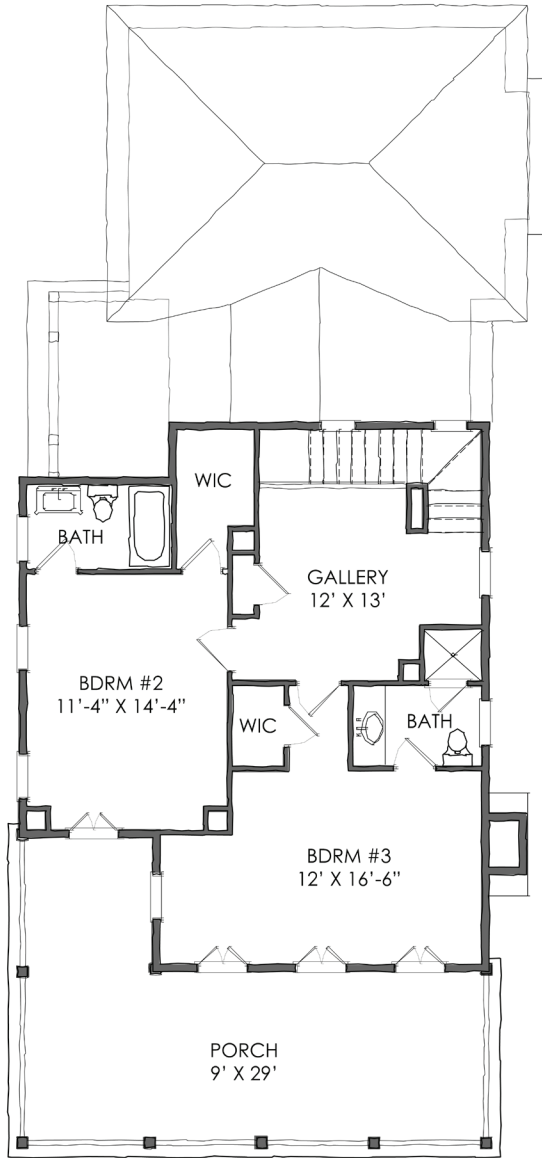 WIC
BATH
GALLERY
12' X 13'
BDRM #2
11'-4" X 14'-4"
WIC
BATH
BDRM #3
12' X 16'-6"
PORCH
9' X 29'